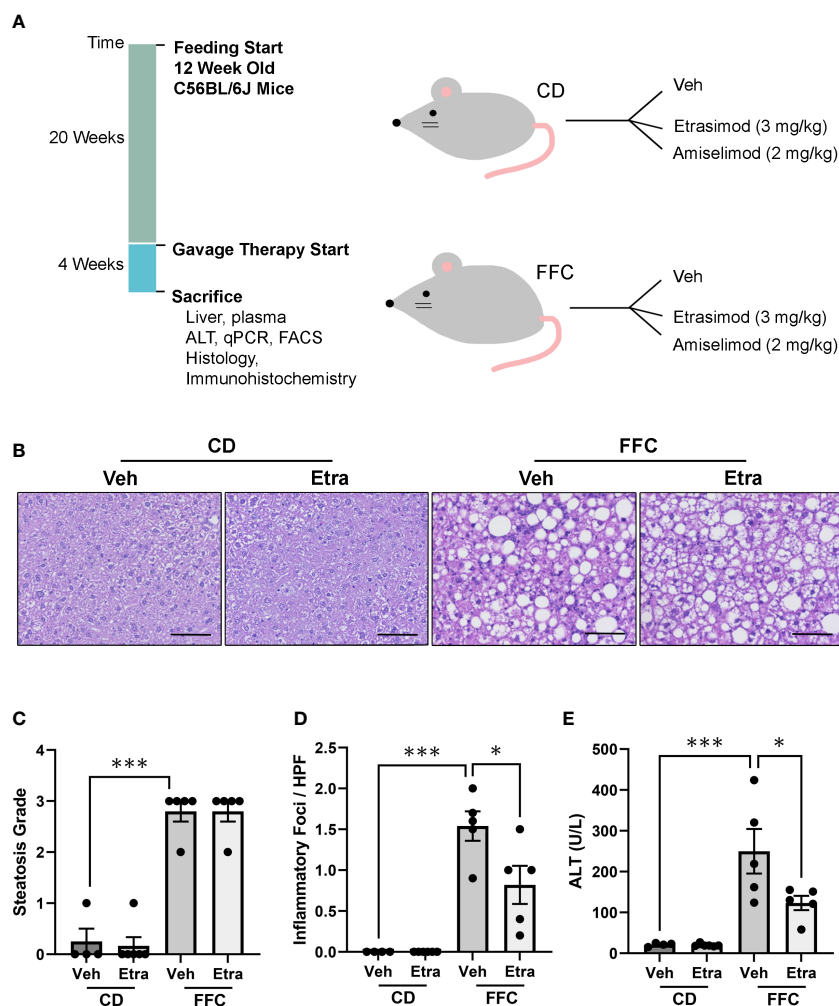 A
Time
Feeding Start
12 Week Old
C56BL/6J Mice
20 Weeks
Gavage Therapy Start
4 Weeks
Sacrifice
Liver, plasma
ALT, qPCR, FACS
Histology,
Immunohistochemistry
CD
Veh
Etrasimod (3 mg/kg)
Amiselimod (2 mg/kg)
FFC
Veh
Etrasimod (3 mg/kg)
Amiselimod (2 mg/kg)
B
CD FFC
Veh Etra Veh Etra
C
Steatosis Grade
4
3
2
1
0
***
Veh Etra Veh Etra
CD FFC
D
Inflammatory Foci / HPF
2.5
2.0
1.5
1.0
0.5
0.0
*** *
Veh Etra Veh Etra
CD FFC
E
ALT (U/L)
500
400
300
200
100
0
*** *
Veh Etra Veh Etra
CD FFC